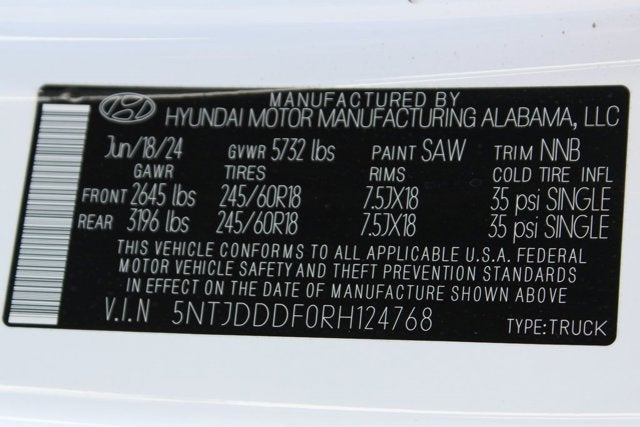 MANUFACTURED BY
HYUNDAI MOTOR MANUFACTURING ALABAMA, LLC
Jun/18/24 GVWR 5732 lbs PAINT SAW TRIM NNB
GAWR TIRES RIMS COLD TIRE INFL
FRONT 2645 lbs 245/60R18 7.5JX18 35 psi SINGLE
REAR 3196 lbs 245/60R18 7.5JX18 35 psi SINGLE
THIS VEHICLE CONFORMS TO ALL APPLICABLE U.S.A. FEDERAL
MOTOR VEHICLE SAFETY AND THEFT PREVENTION STANDARDS
IN EFFECT ON THE DATE OF MANUFACTURE SHOWN ABOVE
V.I.N 5NTJDDDF0RH124768 TYPE:TRUCK